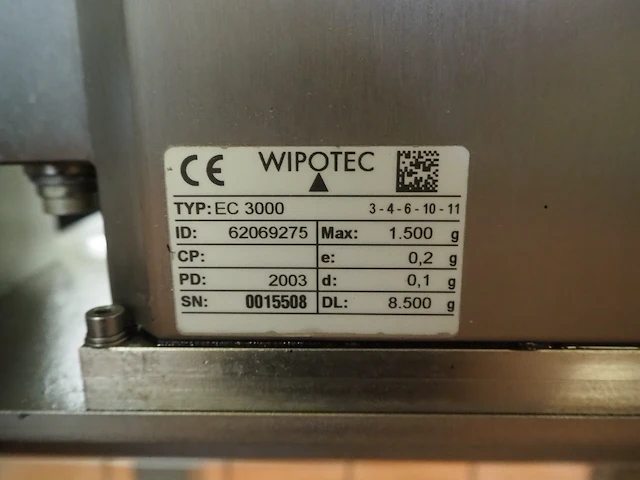 CE WIPOTEC
TYP: EC 3000 3 - 4 - 6 - 10 - 11
ID: 62069275 Max: 1.500 g
CP: e: 0,2 g
PD: 2003 d: 0,1 g
SN: 0015508 DL: 8.500 g